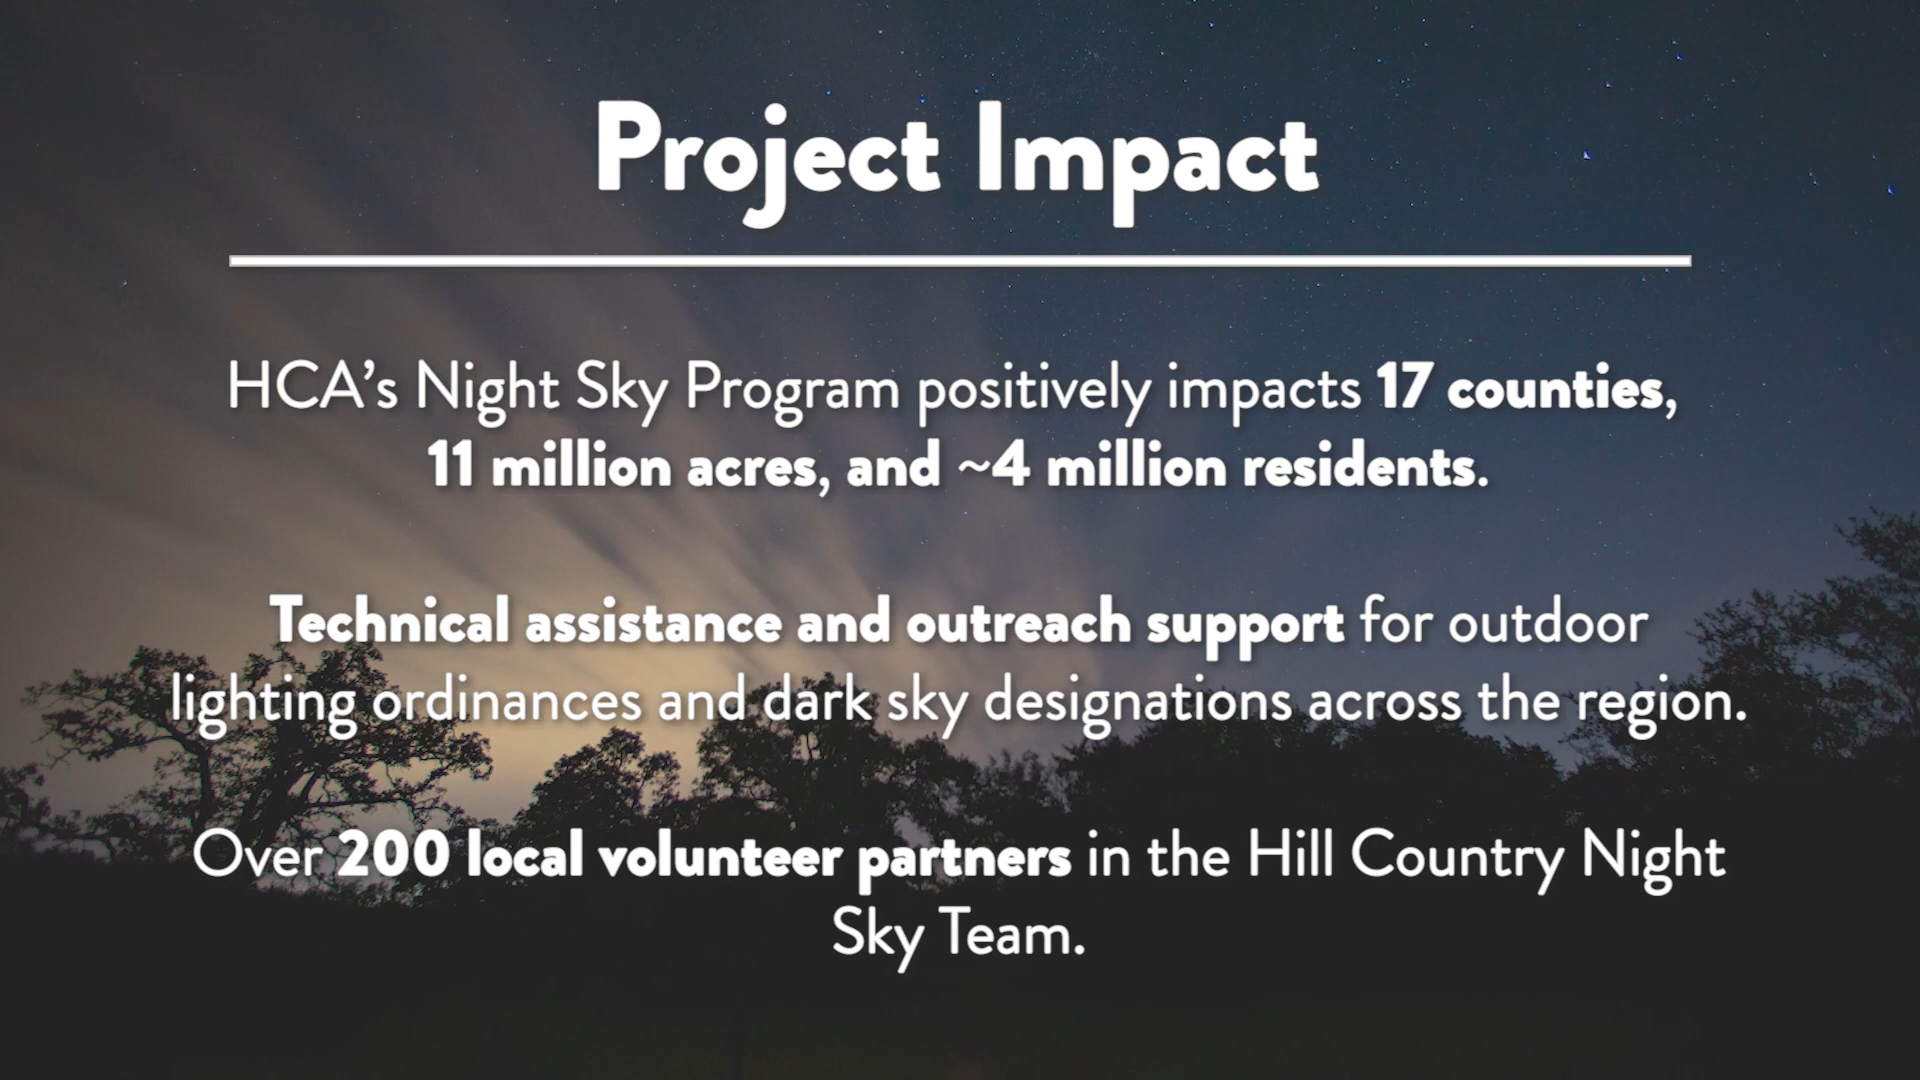 Project Impact
HCA’s Night Sky Program positively impacts 17 counties,
11 million acres, and ~4 million residents.
Technical assistance and outreach support for outdoor
lighting ordinances and dark sky designations across the region.
Over 200 local volunteer partners in the Hill Country Night
Sky Team.